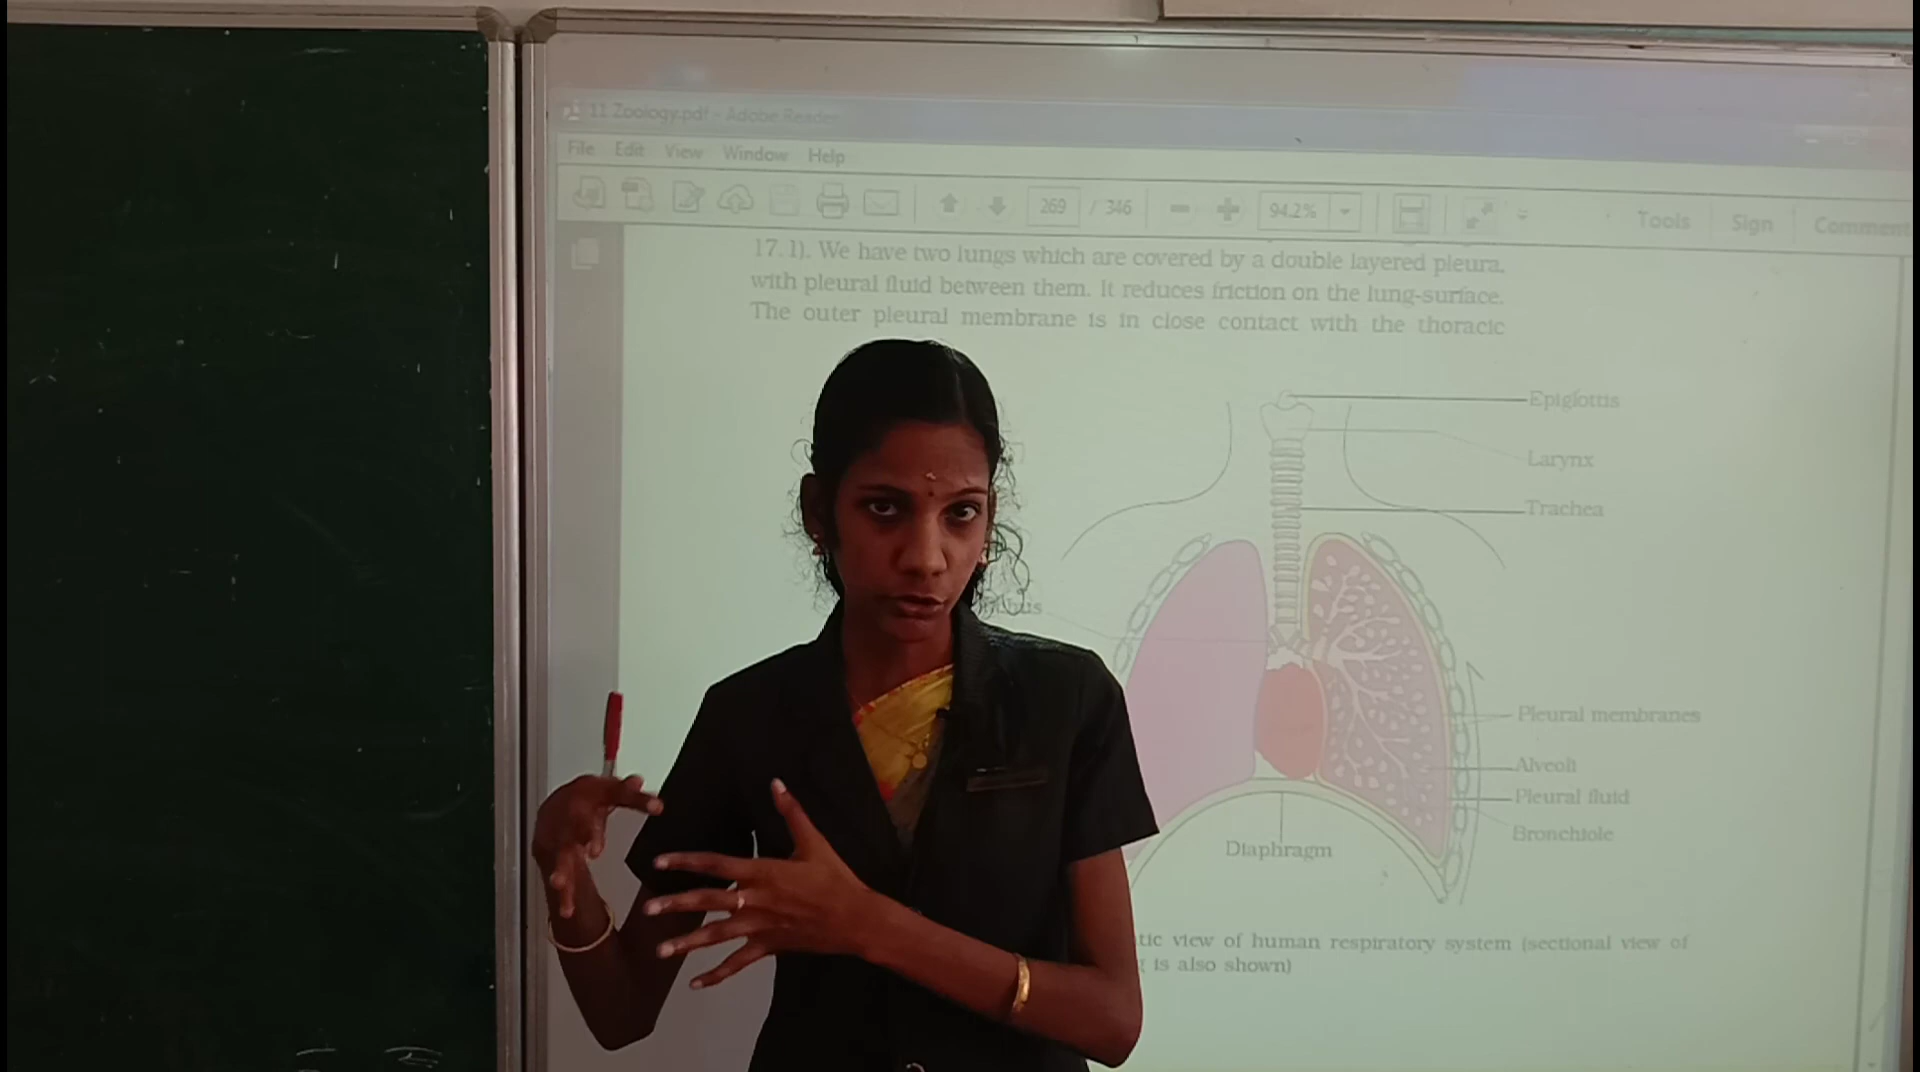 11 Zoology.pdf - Adobe Reader
File Edit View Window Help
269 / 346 94.2% Tools Sign Comment
17.1). We have two lungs which are covered by a double layered pleura,
with pleural fluid between them. It reduces friction on the lung-surface.
The outer pleural membrane is in close contact with the thoracic
Epiglottis
Larynx
Trachea
Pleural membranes
Alveoli
Pleural fluid
Bronchiole
Diaphragm
tic view of human respiratory system (sectional view of
is also shown)